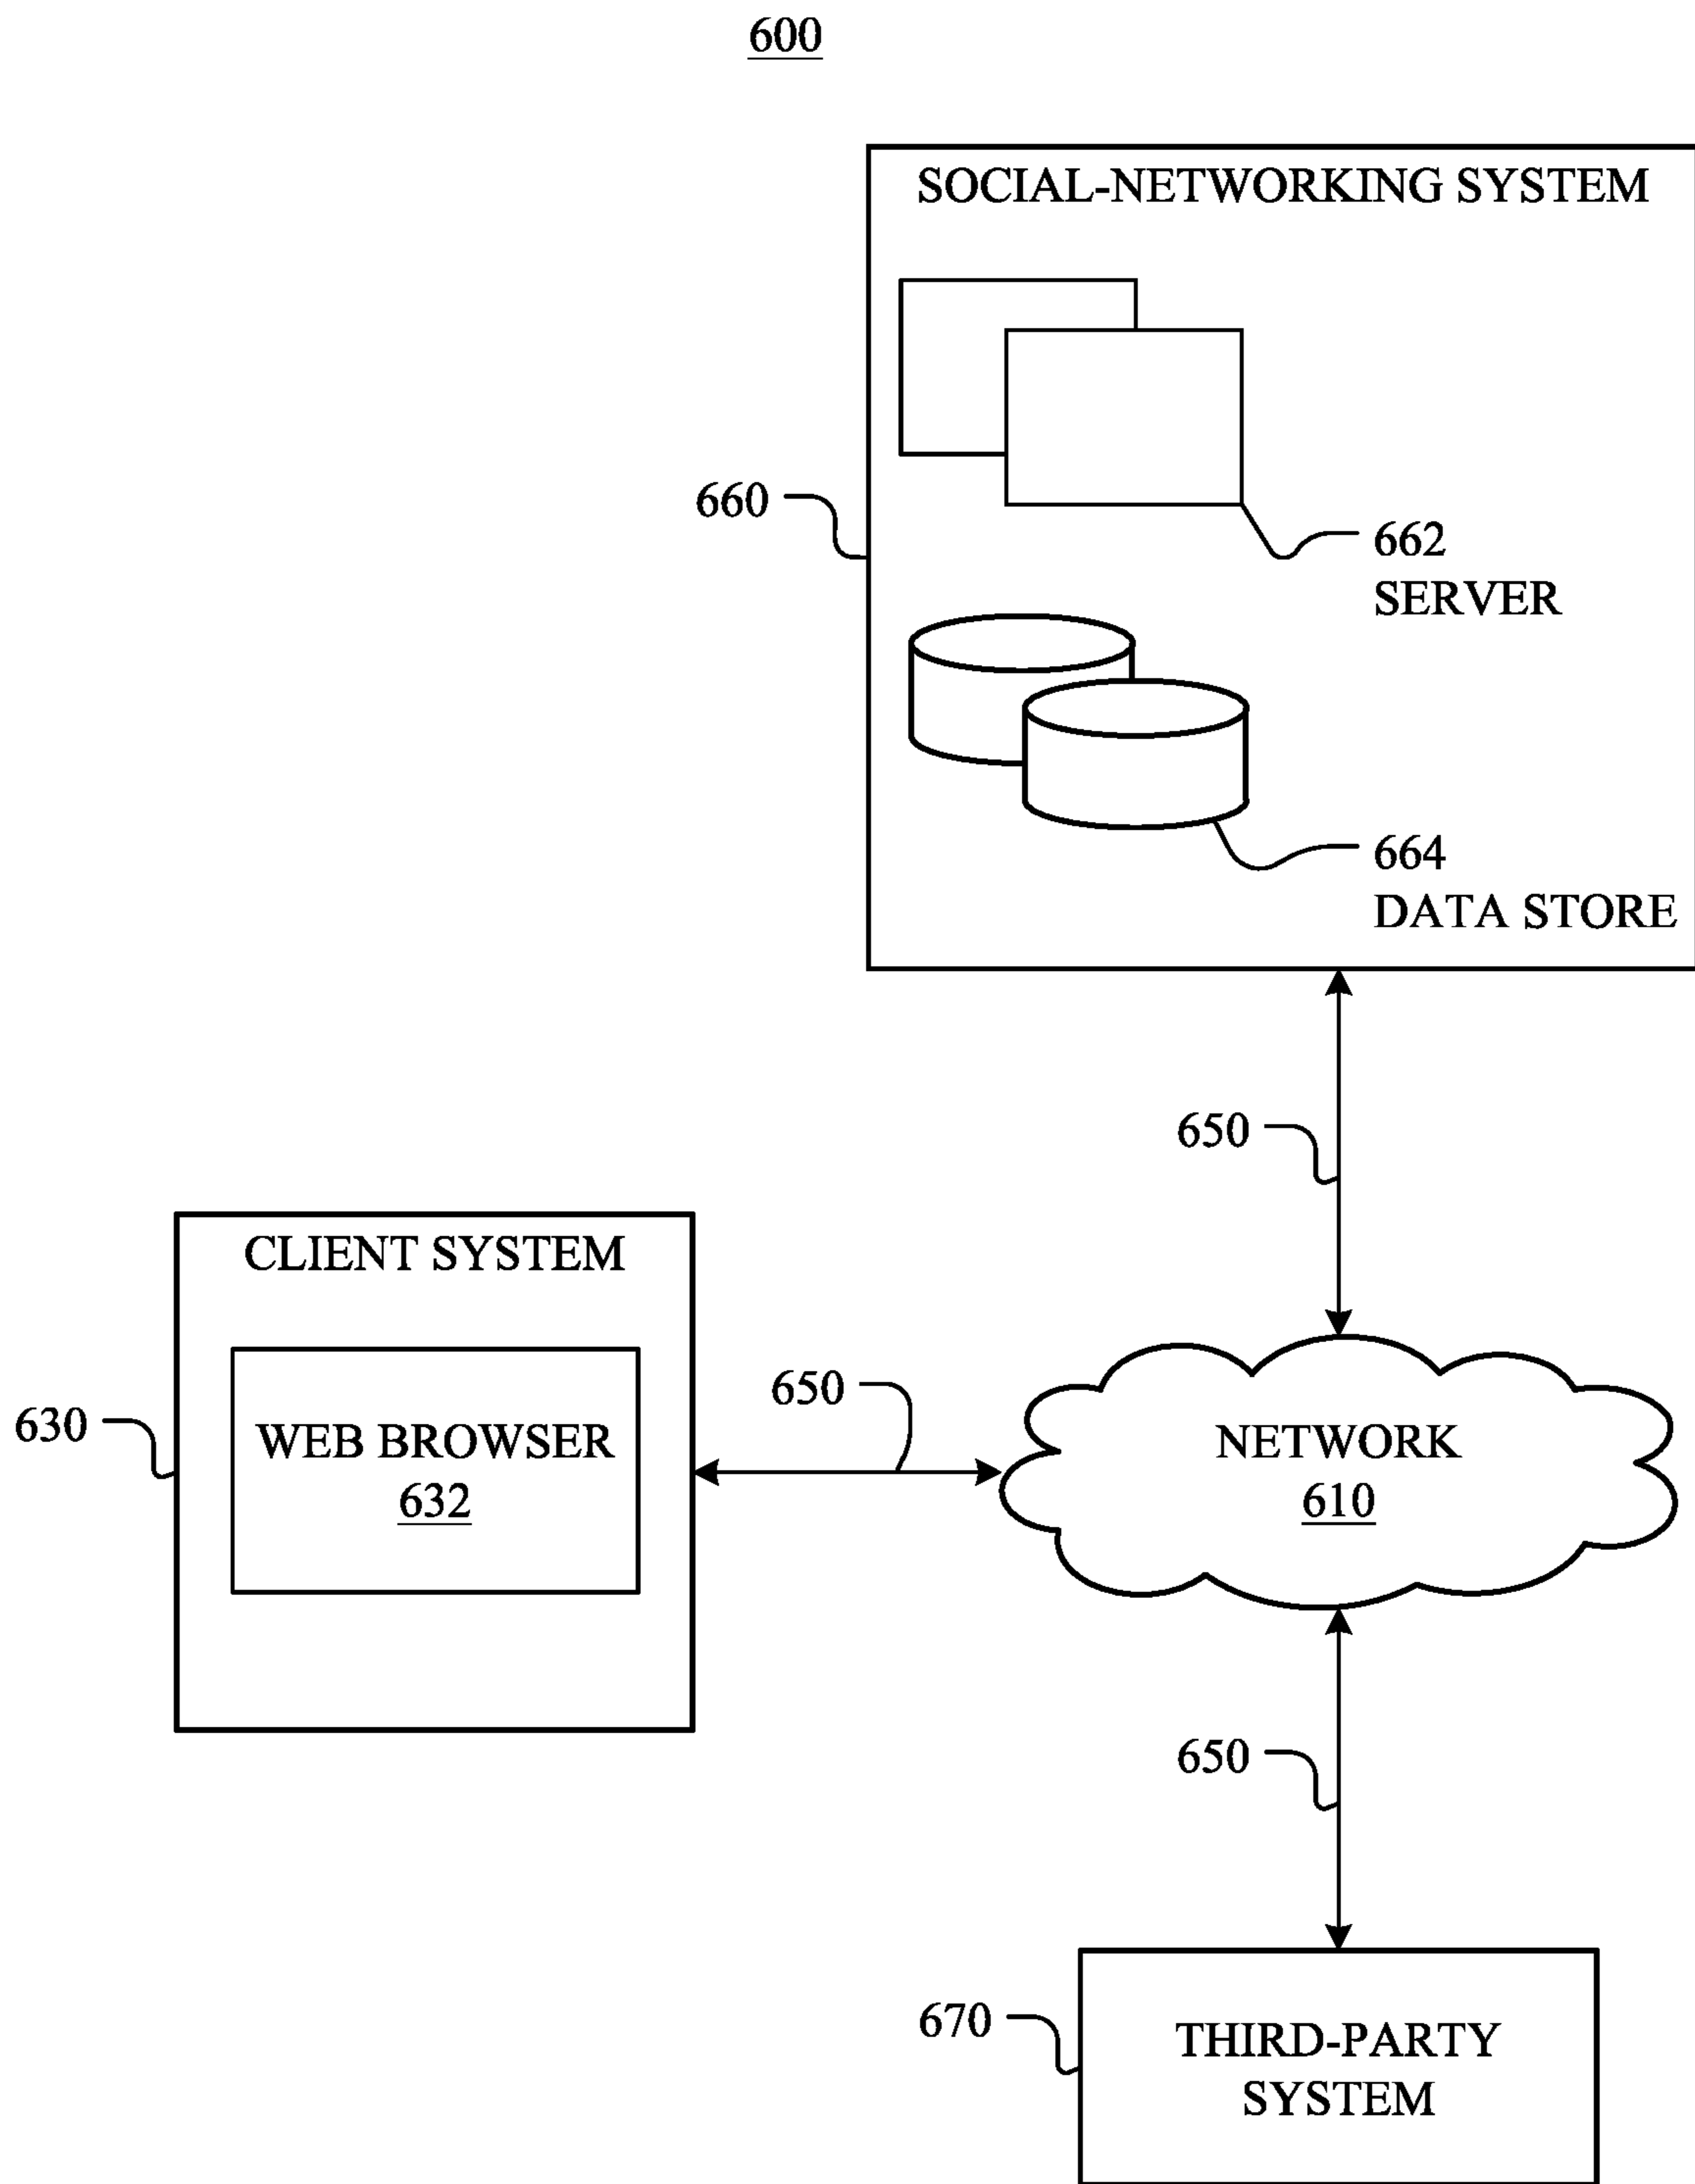 600
SOCIAL-NETWORKING SYSTEM
660
662
SERVER
664
DATA STORE
650
CLIENT SYSTEM
630
WEB BROWSER
632
650
NETWORK
610
650
670
THIRD-PARTY
SYSTEM